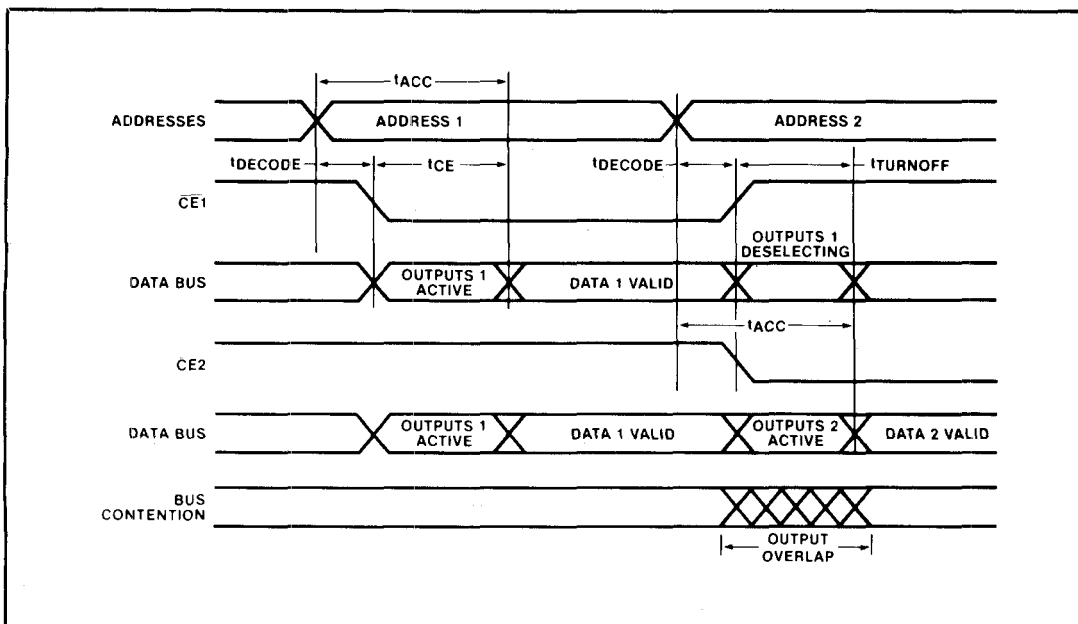 tACC
ADDRESSES
ADDRESS 1
ADDRESS 2
tDECODE
tCE
tDECODE
tTURNOFF
CE1
OUTPUTS 1
DESELECTING
DATA BUS
OUTPUTS 1
ACTIVE
DATA 1 VALID
tACC
CE2
DATA BUS
OUTPUTS 1
ACTIVE
DATA 1 VALID
OUTPUTS 2
ACTIVE
DATA 2 VALID
BUS
CONTENTION
OUTPUT
OVERLAP